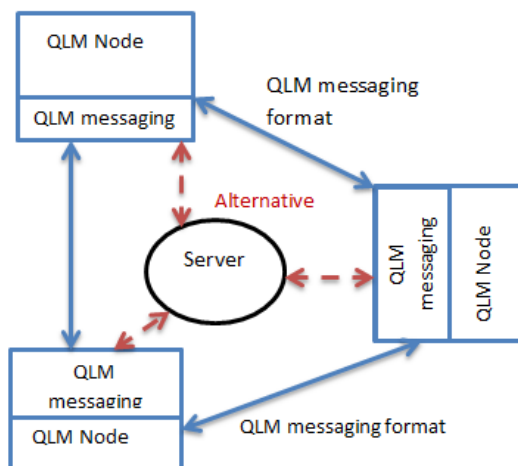 QLM Node
QLM messaging
QLM messaging
format
Alternative
Server
QLM
messaging
QLM Node
QLM
messaging
QLM Node
QLM messaging format